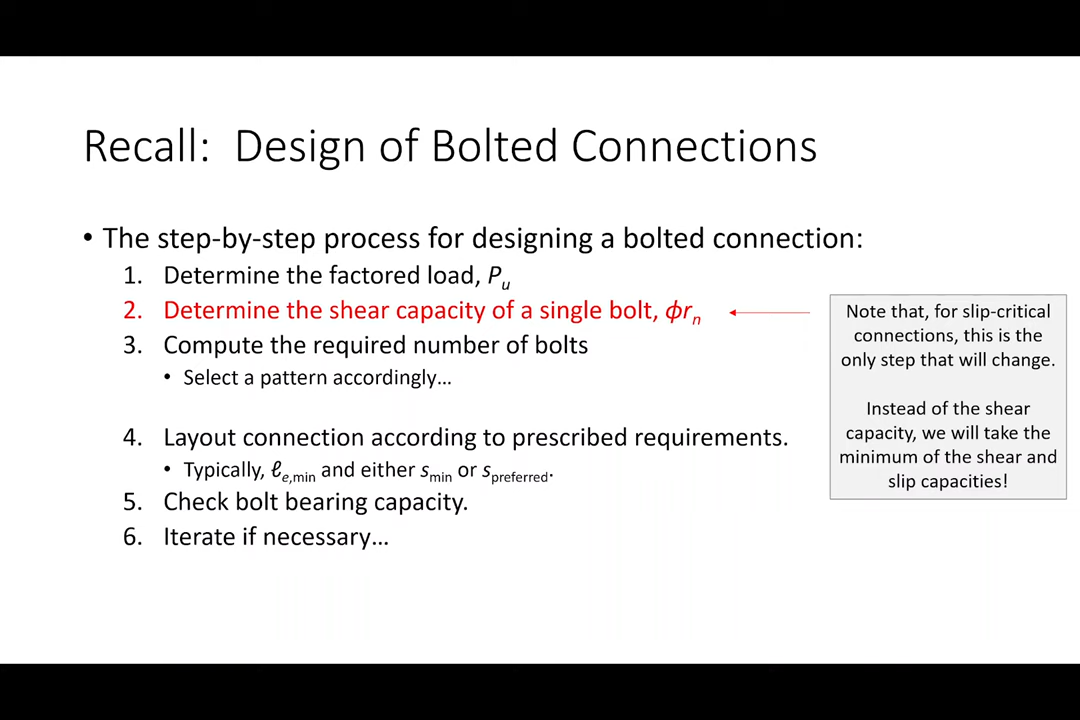 Recall:  Design of Bolted Connections
• The step-by-step process for designing a bolted connection:
1. Determine the factored load, Pu
2. Determine the shear capacity of a single bolt, ϕrn
3. Compute the required number of bolts
• Select a pattern accordingly…
4. Layout connection according to prescribed requirements.
• Typically, ℓe,min and either smin or spreferred.
5. Check bolt bearing capacity.
6. Iterate if necessary…
Note that, for slip-critical
connections, this is the
only step that will change.
Instead of the shear
capacity, we will take the
minimum of the shear and
slip capacities!